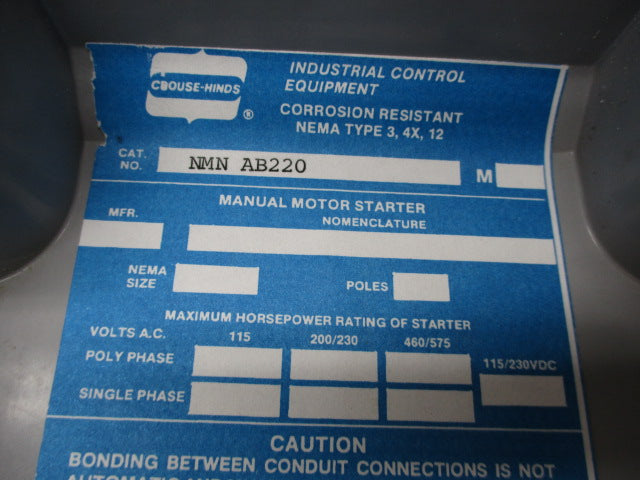 CROUSE-HINDS
®
INDUSTRIAL CONTROL
EQUIPMENT
CORROSION RESISTANT
NEMA TYPE 3, 4X, 12
CAT.
NO.
NMN AB220
M
MANUAL MOTOR STARTER
MFR.
NOMENCLATURE
NEMA
SIZE
POLES
MAXIMUM HORSEPOWER RATING OF STARTER
VOLTS A.C. 115 200/230 460/575
115/230VDC
POLY PHASE
SINGLE PHASE
CAUTION
BONDING BETWEEN CONDUIT CONNECTIONS IS NOT
AUTOMATIC